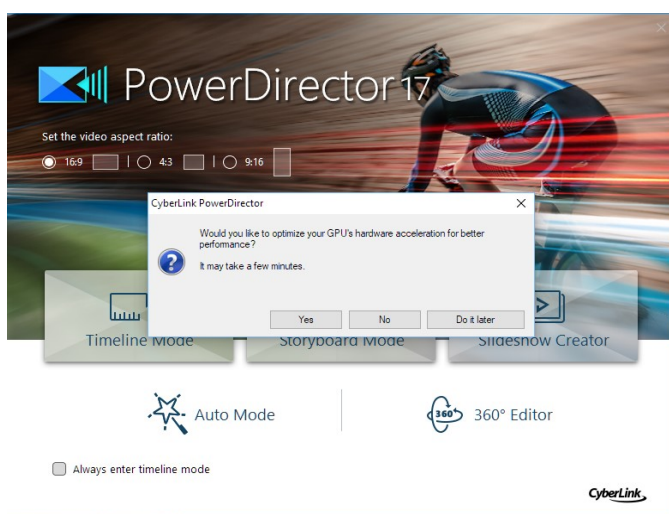 PowerDirector 17
Set the video aspect ratio:
16:9 | 4:3 | 9:16
CyberLink PowerDirector
Would you like to optimize your GPU's hardware acceleration for better
perfomance?
It may take a few minutes.
Yes No Do it later
Timeline Mode Storyboard Mode Slideshow Creator
Auto Mode 360 360° Editor
Always enter timeline mode
CyberLink